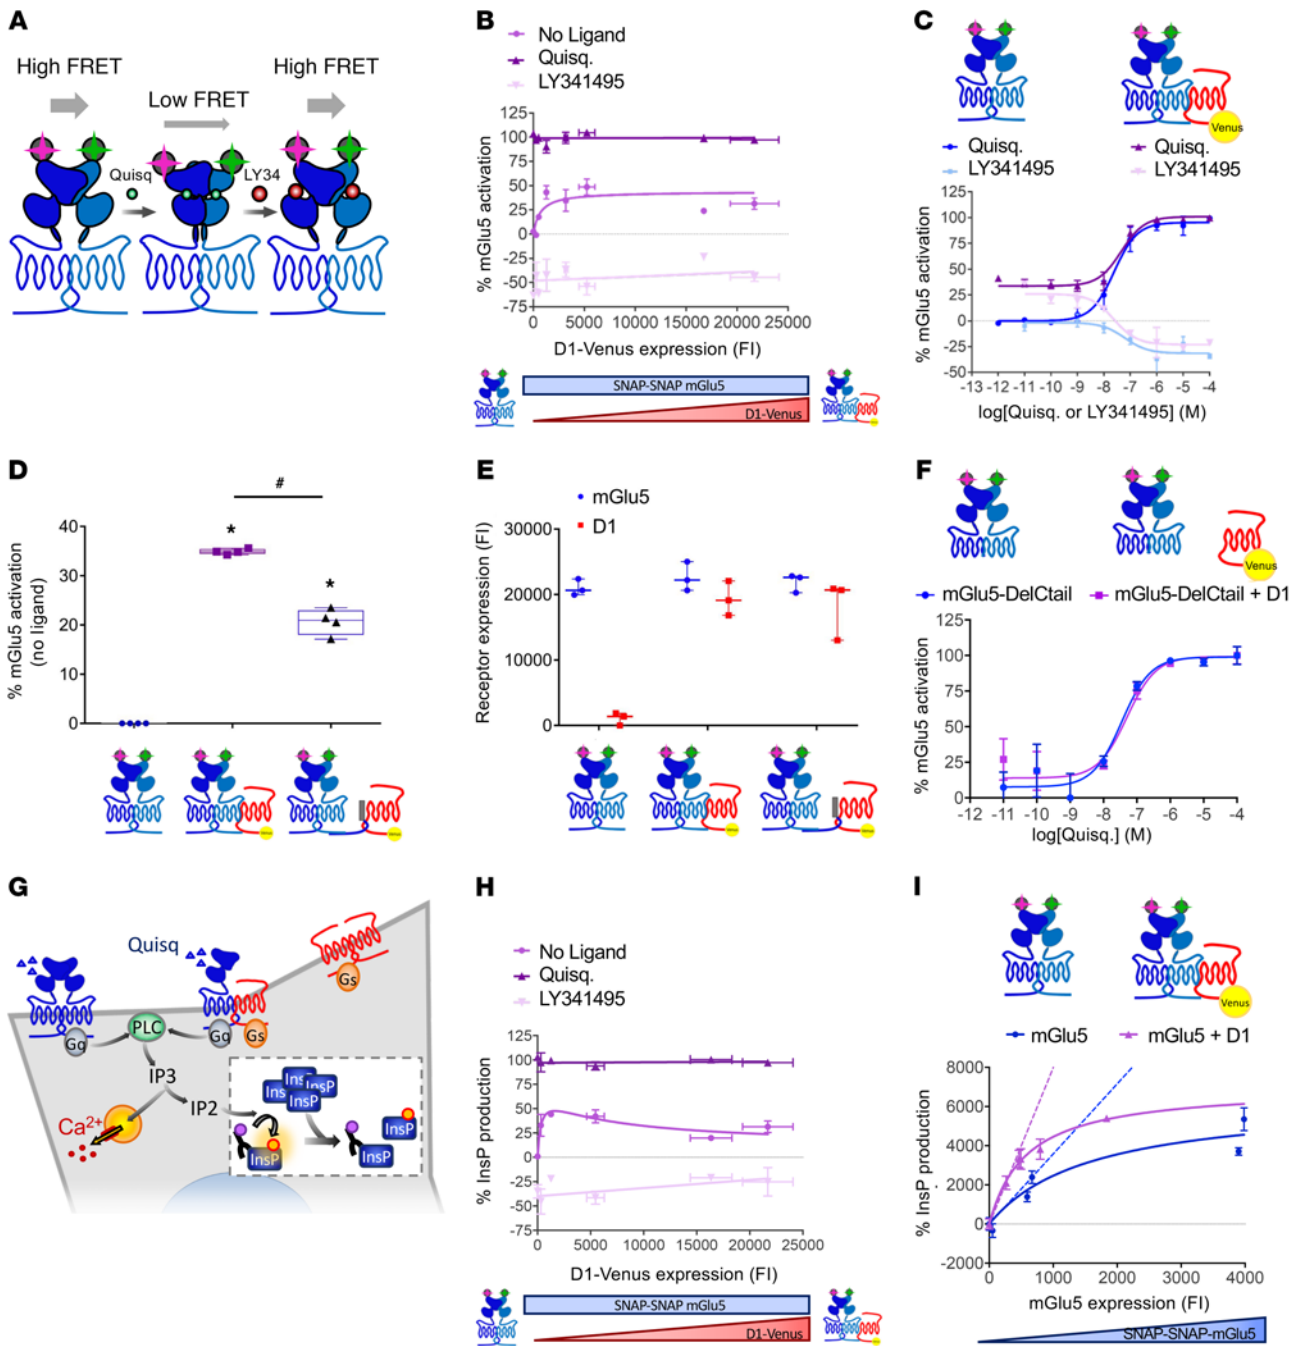 A
High FRET
Low FRET
High FRET
Quisq
LY34
B
No Ligand
Quisq.
LY341495
% mGlu5 activation
125
100
75
50
25
0
-25
-50
-75
0
5000
10000
15000
20000
25000
D1-Venus expression (FI)
SNAP-SNAP mGlu5
D1-Venus
C
Venus
Quisq.
LY341495
Quisq.
LY341495
% mGlu5 activation
125
100
75
50
25
0
-25
-50
-13 -12 -11 -10 -9 -8 -7 -6 -5 -4
log[Quisq. or LY341495] (M)
D
#
*
*
% mGlu5 activation
(no ligand)
40
30
20
10
0
Venus
Venus
E
mGlu5
D1
Receptor expression (FI)
30000
20000
10000
0
Venus
Venus
F
Venus
mGlu5-DelCtail
mGlu5-DelCtail + D1
% mGlu5 activation
125
100
75
50
25
0
-11 -10 -9 -8 -7 -6 -5 -4
-12
log[Quisq.] (M)
G
Quisq
Gq
PLC
Gq
Gs
Gs
IP3
IP2
Ca2+
InsP
InsP
InsP
InsP
InsP
InsP
H
No Ligand
Quisq.
LY341495
% InsP production
125
100
75
50
25
0
-25
-50
-75
0
5000
10000
15000
20000
25000
D1-Venus expression (FI)
SNAP-SNAP mGlu5
D1-Venus
I
Venus
mGlu5
mGlu5 + D1
% InsP production
8000
6000
4000
2000
0
-2000
0
1000
2000
3000
4000
mGlu5 expression (FI)
SNAP-SNAP-mGlu5